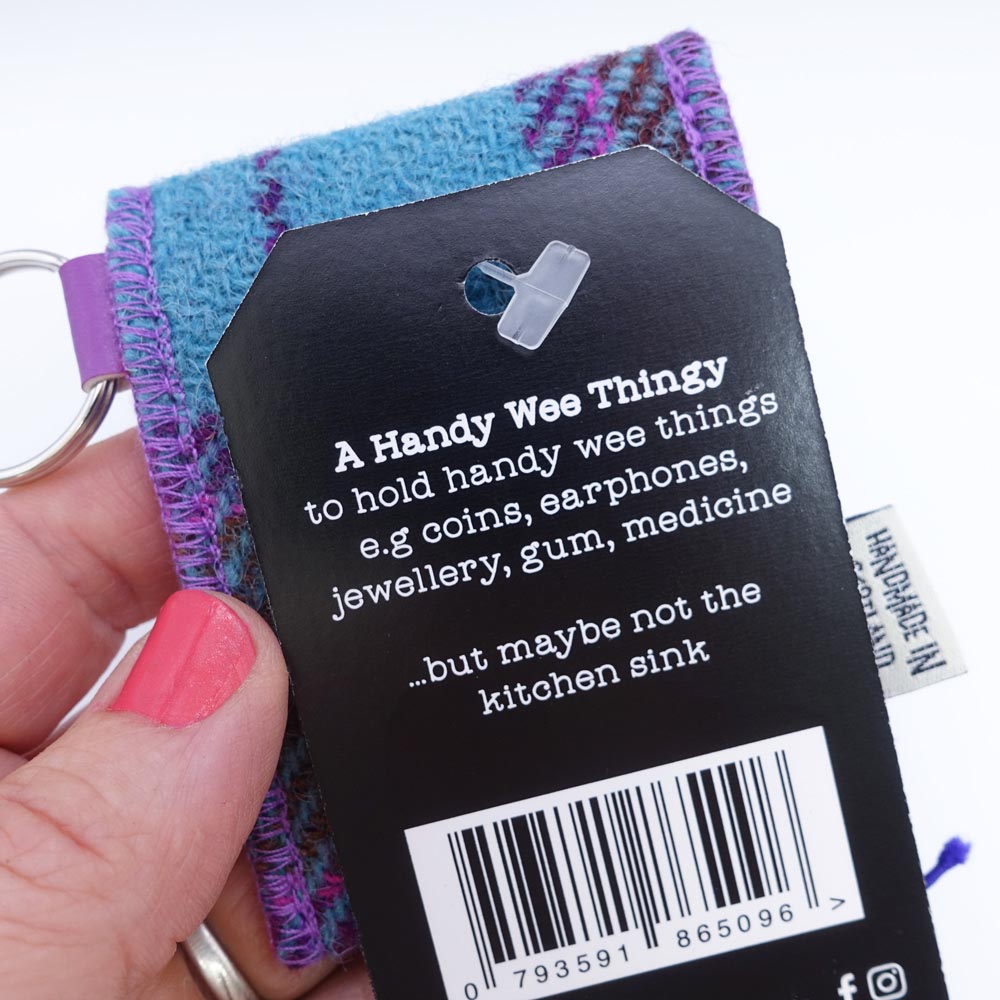 A Handy Wee Thingy
to hold handy wee things
e.g coins, earphones,
jewellery, gum, medicine
...but maybe not the
kitchen sink
0 793591 865096 >
HANDMADE IN
SCOTLAND